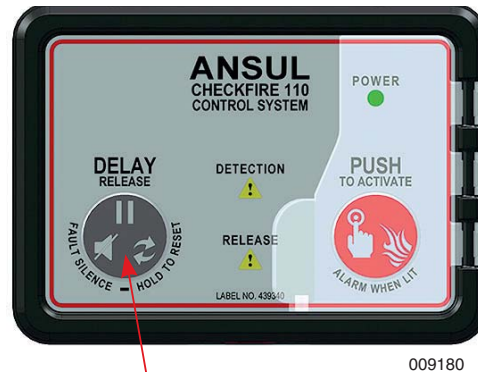 ANSUL
CHECKFIRE 110
CONTROL SYSTEM
POWER
DELAY
RELEASE
FAULT SILENCE – HOLD TO RESET
DETECTION
RELEASE
LABEL NO. 439340
PUSH
TO ACTIVATE
ALARM WHEN LIT
009180